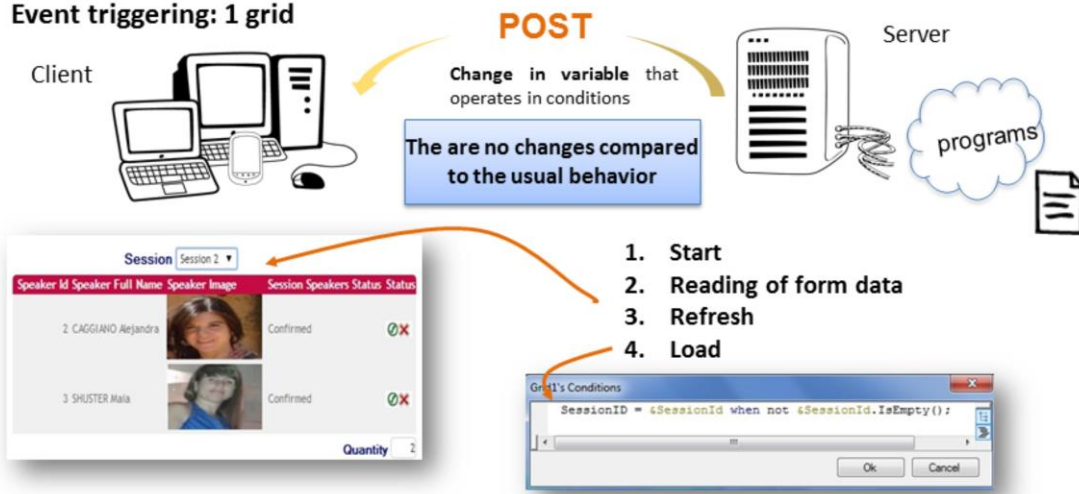 Event triggering: 1 grid
POST
Client
Server
Change in variable that
operates in conditions
The are no changes compared
to the usual behavior
programs
Session Session 2
Speaker Id Speaker Full Name Speaker Image Session Speakers Status Status
2 CAGGIANO Alejandra Confirmed
3 SHUSTER Maia Confirmed
Quantity 2
1. Start
2. Reading of form data
3. Refresh
4. Load
Grid1's Conditions
SessionID = &SessionId when not &SessionId.IsEmpty();
Ok Cancel